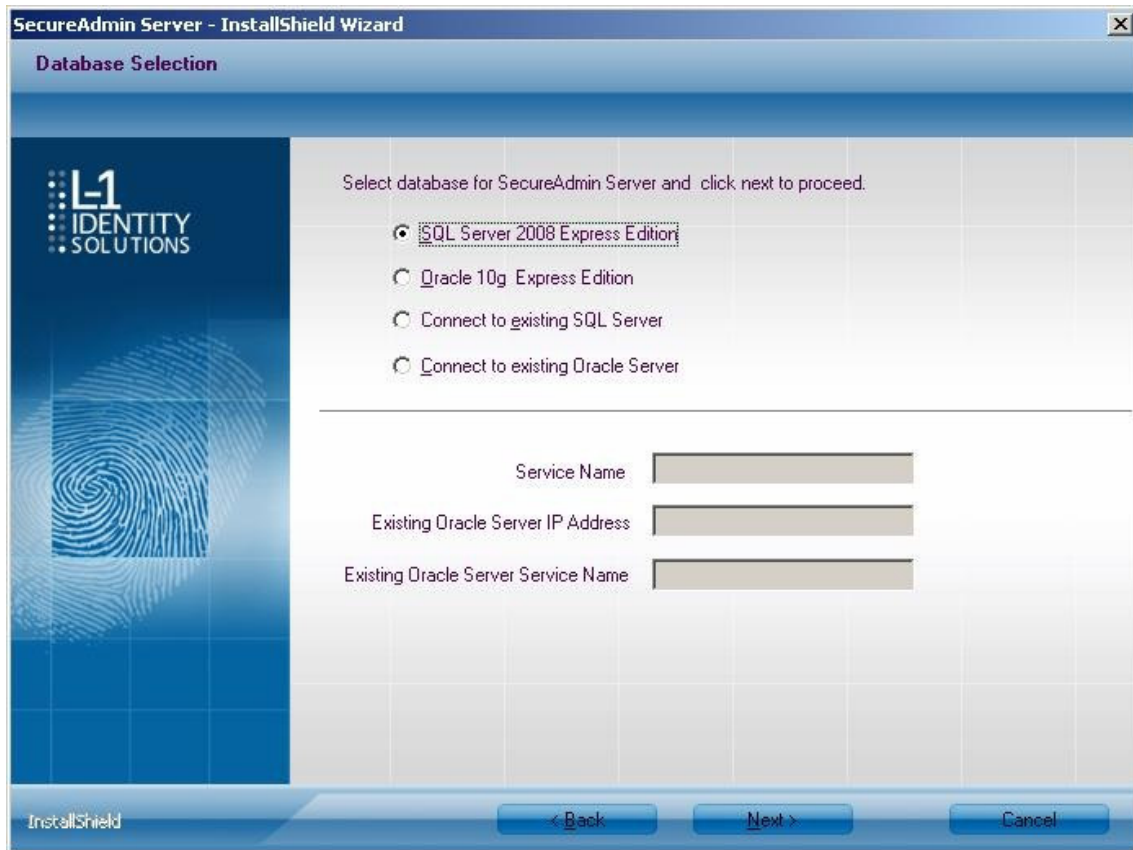 SecureAdmin Server - InstallShield Wizard
Database Selection
L-1
IDENTITY
SOLUTIONS
Select database for SecureAdmin Server and click next to proceed.
SQL Server 2008 Express Edition
Oracle 10g Express Edition
Connect to existing SQL Server
Connect to existing Oracle Server
Service Name
Existing Oracle Server IP Address
Existing Oracle Server Service Name
InstallShield
< Back
Next >
Cancel